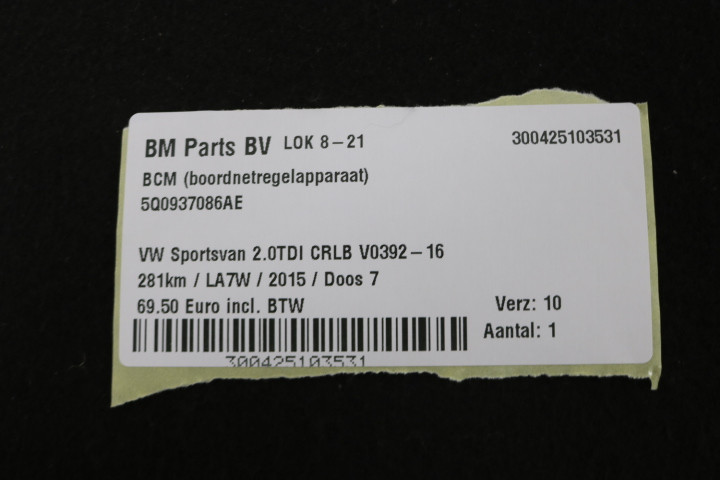 BM Parts BV LOK 8-21 300425103531
BCM (boordnetregelapparaat)
5Q0937086AE
VW Sportsvan 2.0TDI CRLB V0392-16
281km / LA7W / 2015 / Doos 7
69.50 Euro incl. BTW Verz: 10
Aantal: 1
300425103531